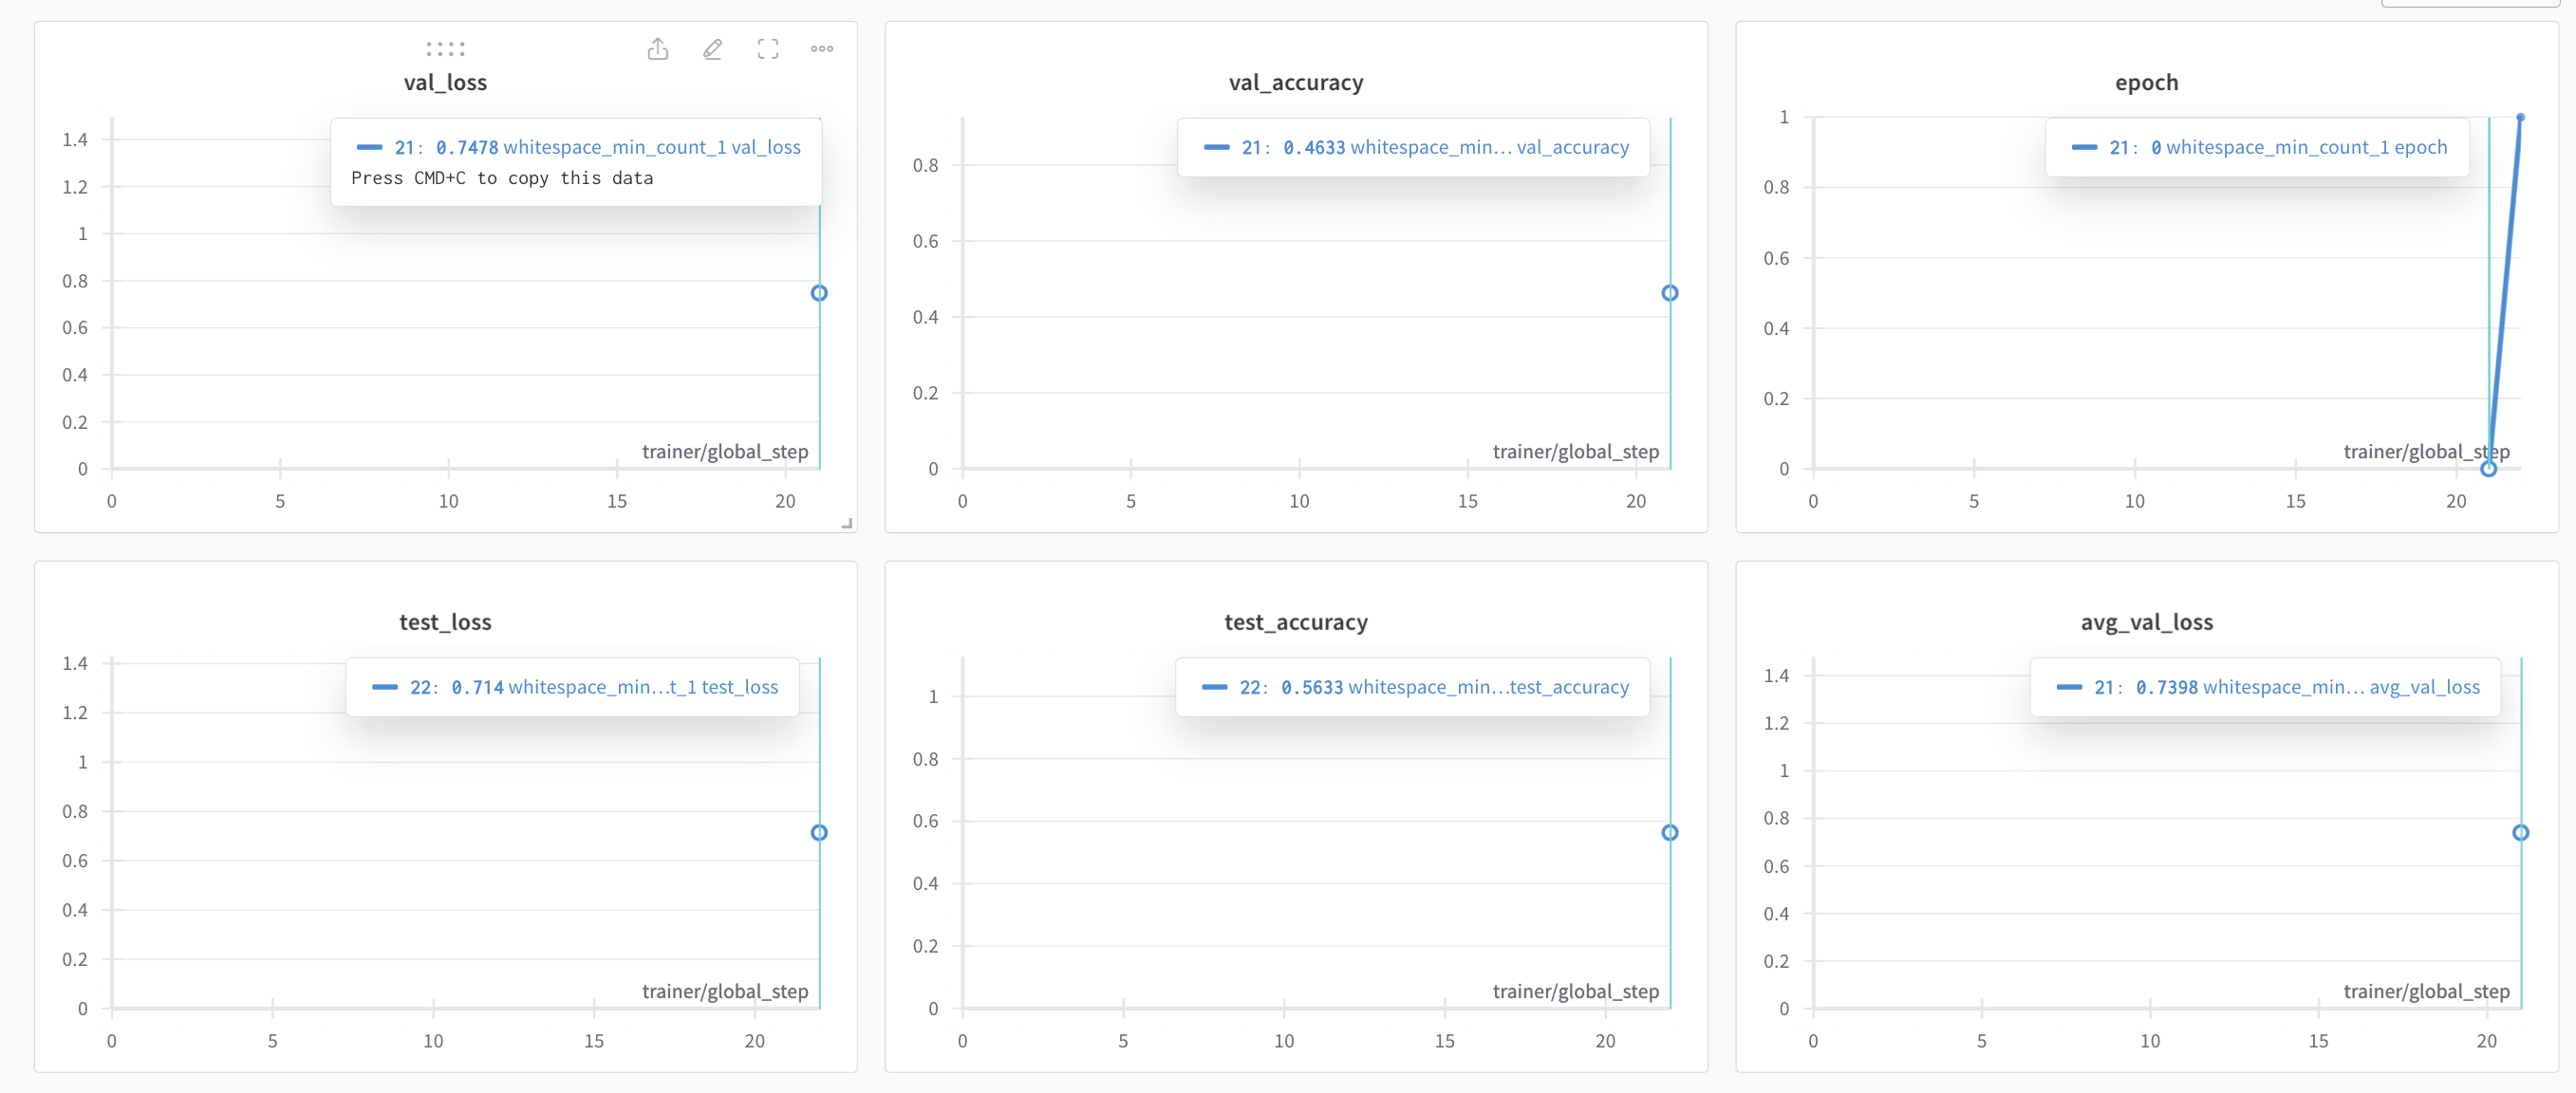 val_loss
21: 0.7478 whitespace_min_count_1 val_loss
Press CMD+C to copy this data
1.4
1.2
1
0.8
0.6
0.4
0.2
0
trainer/global_step
0 5 10 15 20
val_accuracy
21: 0.4633 whitespace_min... val_accuracy
0.8
0.6
0.4
0.2
0
trainer/global_step
0 5 10 15 20
epoch
21: 0 whitespace_min_count_1 epoch
1
0.8
0.6
0.4
0.2
0
trainer/global_step
0 5 10 15 20
test_loss
22: 0.714 whitespace_min...t_1 test_loss
1.4
1.2
1
0.8
0.6
0.4
0.2
0
trainer/global_step
0 5 10 15 20
test_accuracy
22: 0.5633 whitespace_min...test_accuracy
1
0.8
0.6
0.4
0.2
0
trainer/global_step
0 5 10 15 20
avg_val_loss
21: 0.7398 whitespace_min... avg_val_loss
1.4
1.2
1
0.8
0.6
0.4
0.2
0
trainer/global_step
0 5 10 15 20